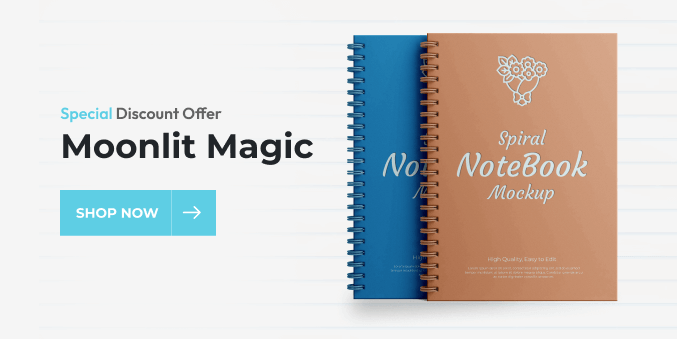 Special Discount Offer
Moonlit Magic
SHOP NOW
Spiral
NoteBook
Mockup
High Quality, Easy to Edit